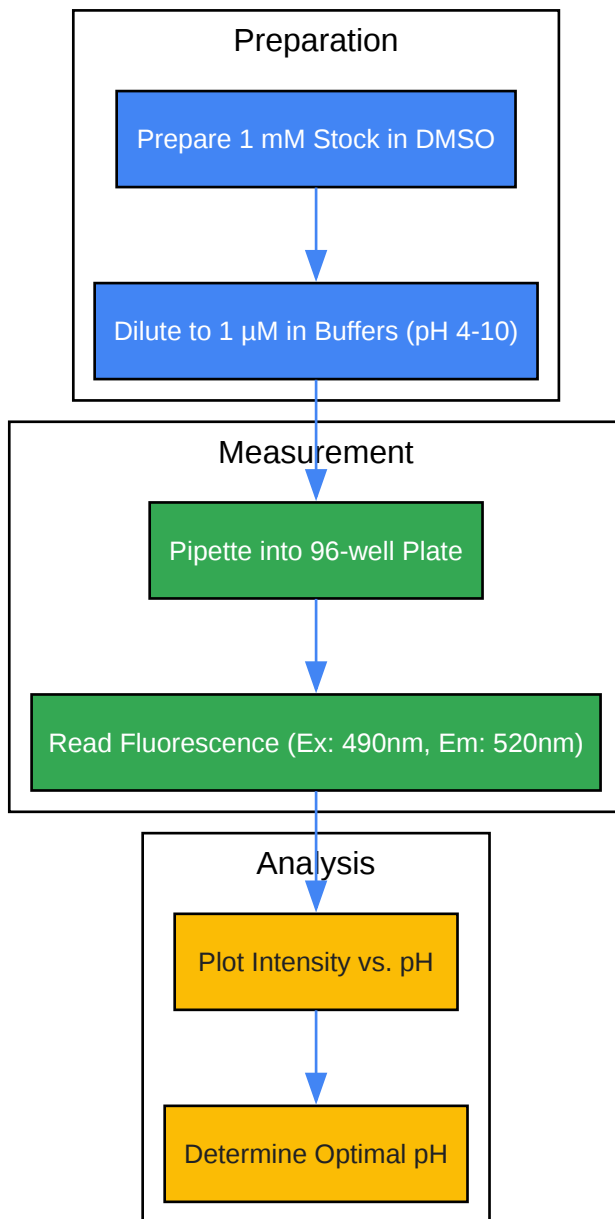 Preparation
Prepare 1 mM Stock in DMSO
Dilute to 1 µM in Buffers (pH 4-10)
Measurement
Pipette into 96-well Plate
Read Fluorescence (Ex: 490nm, Em: 520nm)
Analysis
Plot Intensity vs. pH
Determine Optimal pH